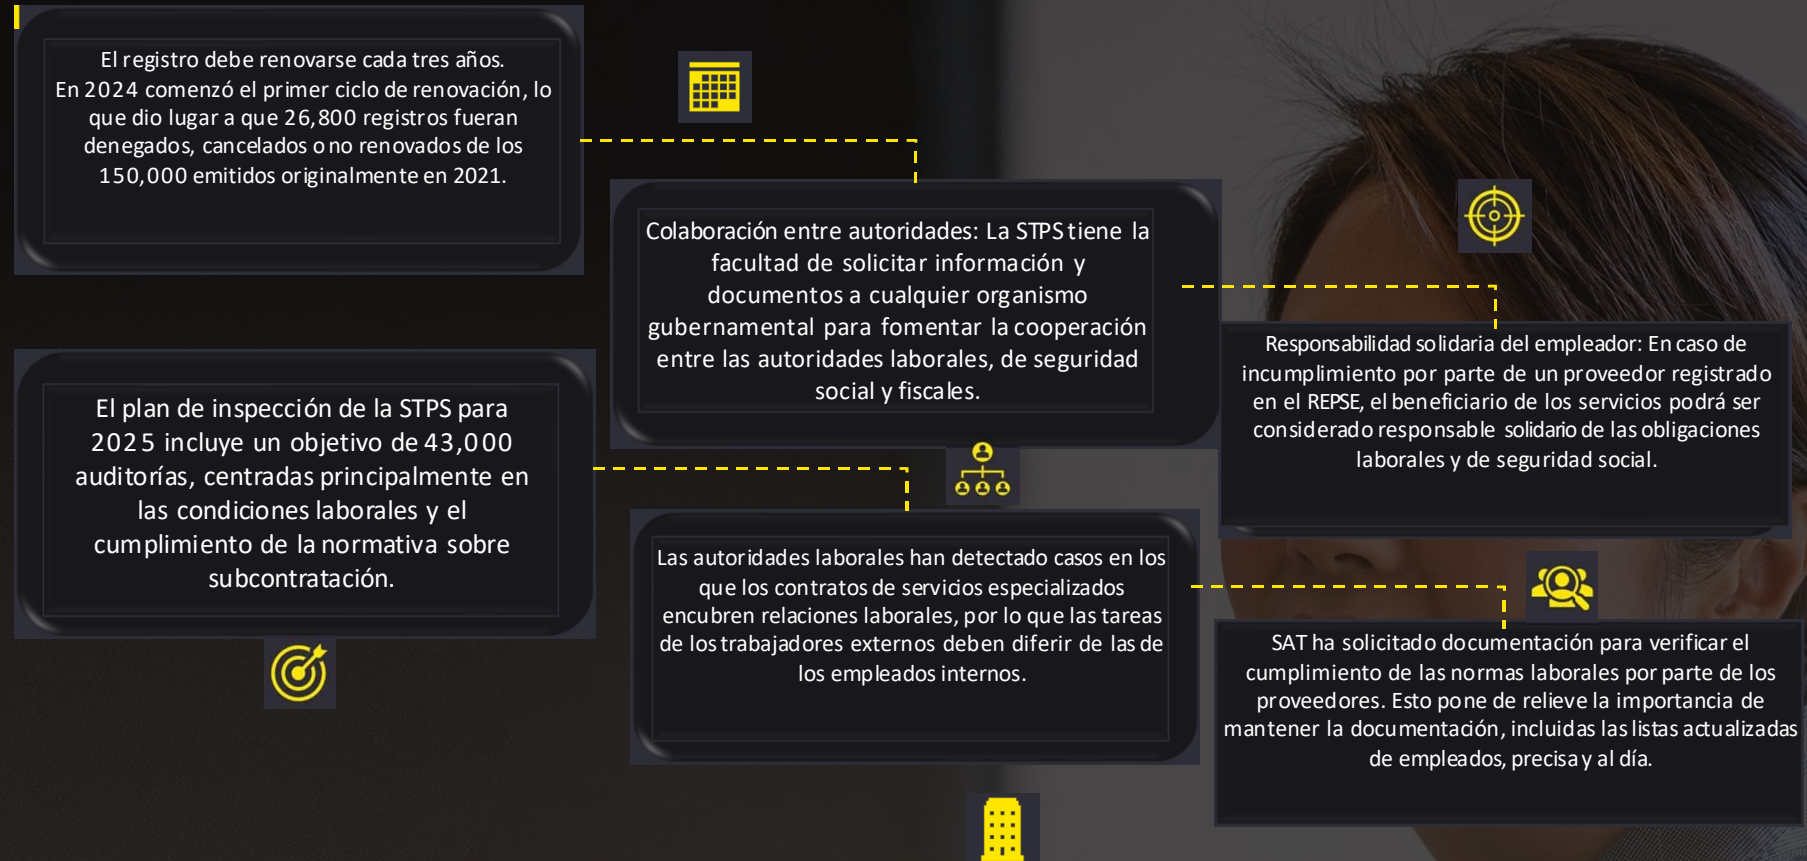 El registro debe renovarse cada tres años.
En 2024 comenzó el primer ciclo de renovación, lo
que dio lugar a que 26,800 registros fueran
denegados, cancelados o no renovados de los
150,000 emitidos originalmente en 2021.
Colaboración entre autoridades: La STPS tiene la
facultad de solicitar información y
documentos a cualquier organismo
gubernamental para fomentar la cooperación
entre las autoridades laborales, de seguridad
social y fiscales.
Responsabilidad solidaria del empleador: En caso de
incumplimiento por parte de un proveedor registrado
en el REPSE, el beneficiario de los servicios podrá ser
considerado responsable solidario de las obligaciones
laborales y de seguridad social.
El plan de inspección de la STPS para
2025 incluye un objetivo de 43,000
auditorías, centradas principalmente en
las condiciones laborales y el
cumplimiento de la normativa sobre
subcontratación.
Las autoridades laborales han detectado casos en los
que los contratos de servicios especializados
encubren relaciones laborales, por lo que las tareas
de los trabajadores externos deben diferir de las de
los empleados internos.
SAT ha solicitado documentación para verificar el
cumplimiento de las normas laborales por parte de los
proveedores. Esto pone de relieve la importancia de
mantener la documentación, incluidas las listas actualizadas
de empleados, precisa y al día.